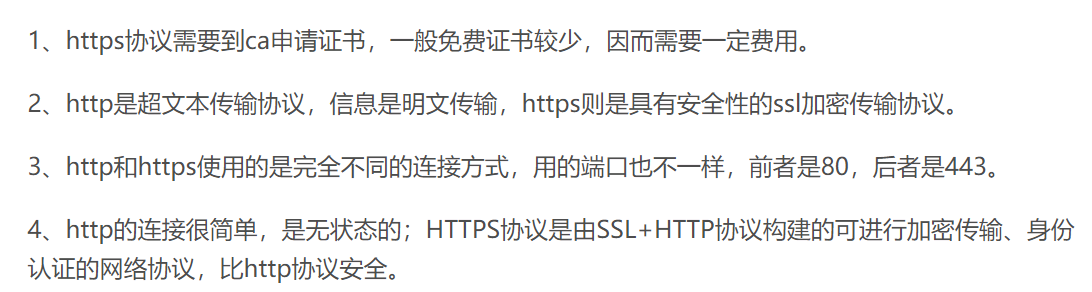 1、https协议需要到ca申请证书，一般免费证书较少，因而需要一定费用。
2、http是超文本传输协议，信息是明文传输，https则是具有安全性的ssl加密传输协议。
3、http和https使用的是完全不同的连接方式，用的端口也不一样，前者是80，后者是443。
4、http的连接很简单，是无状态的；HTTPS协议是由SSL+HTTP协议构建的可进行加密传输、身份
认证的网络协议，比http协议安全。